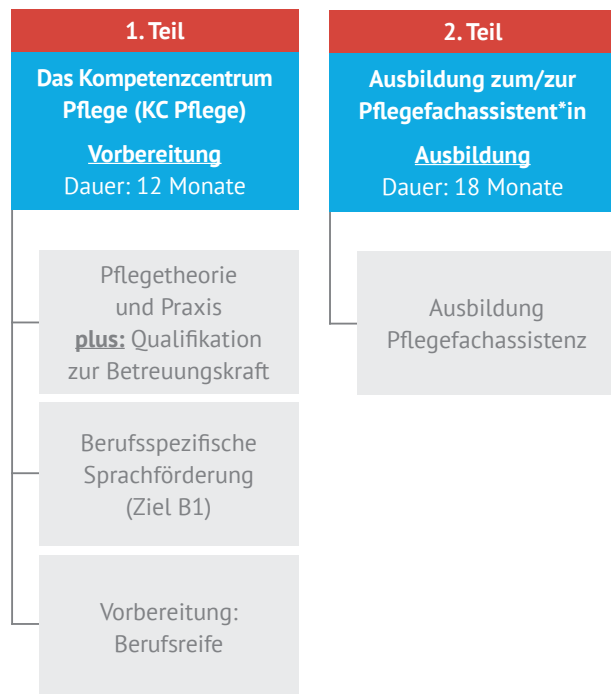 1. Teil
Das Kompetenzcentrum
Pflege (KC Pflege)
Vorbereitung
Dauer: 12 Monate
Pflegetheorie
und Praxis
plus: Qualifikation
zur Betreuungskraft
Berufsspezifische
Sprachförderung
(Ziel B1)
Vorbereitung:
Berufsreife
2. Teil
Ausbildung zum/zur
Pflegefachassistent*in
Ausbildung
Dauer: 18 Monate
Ausbildung
Pflegefachassistenz